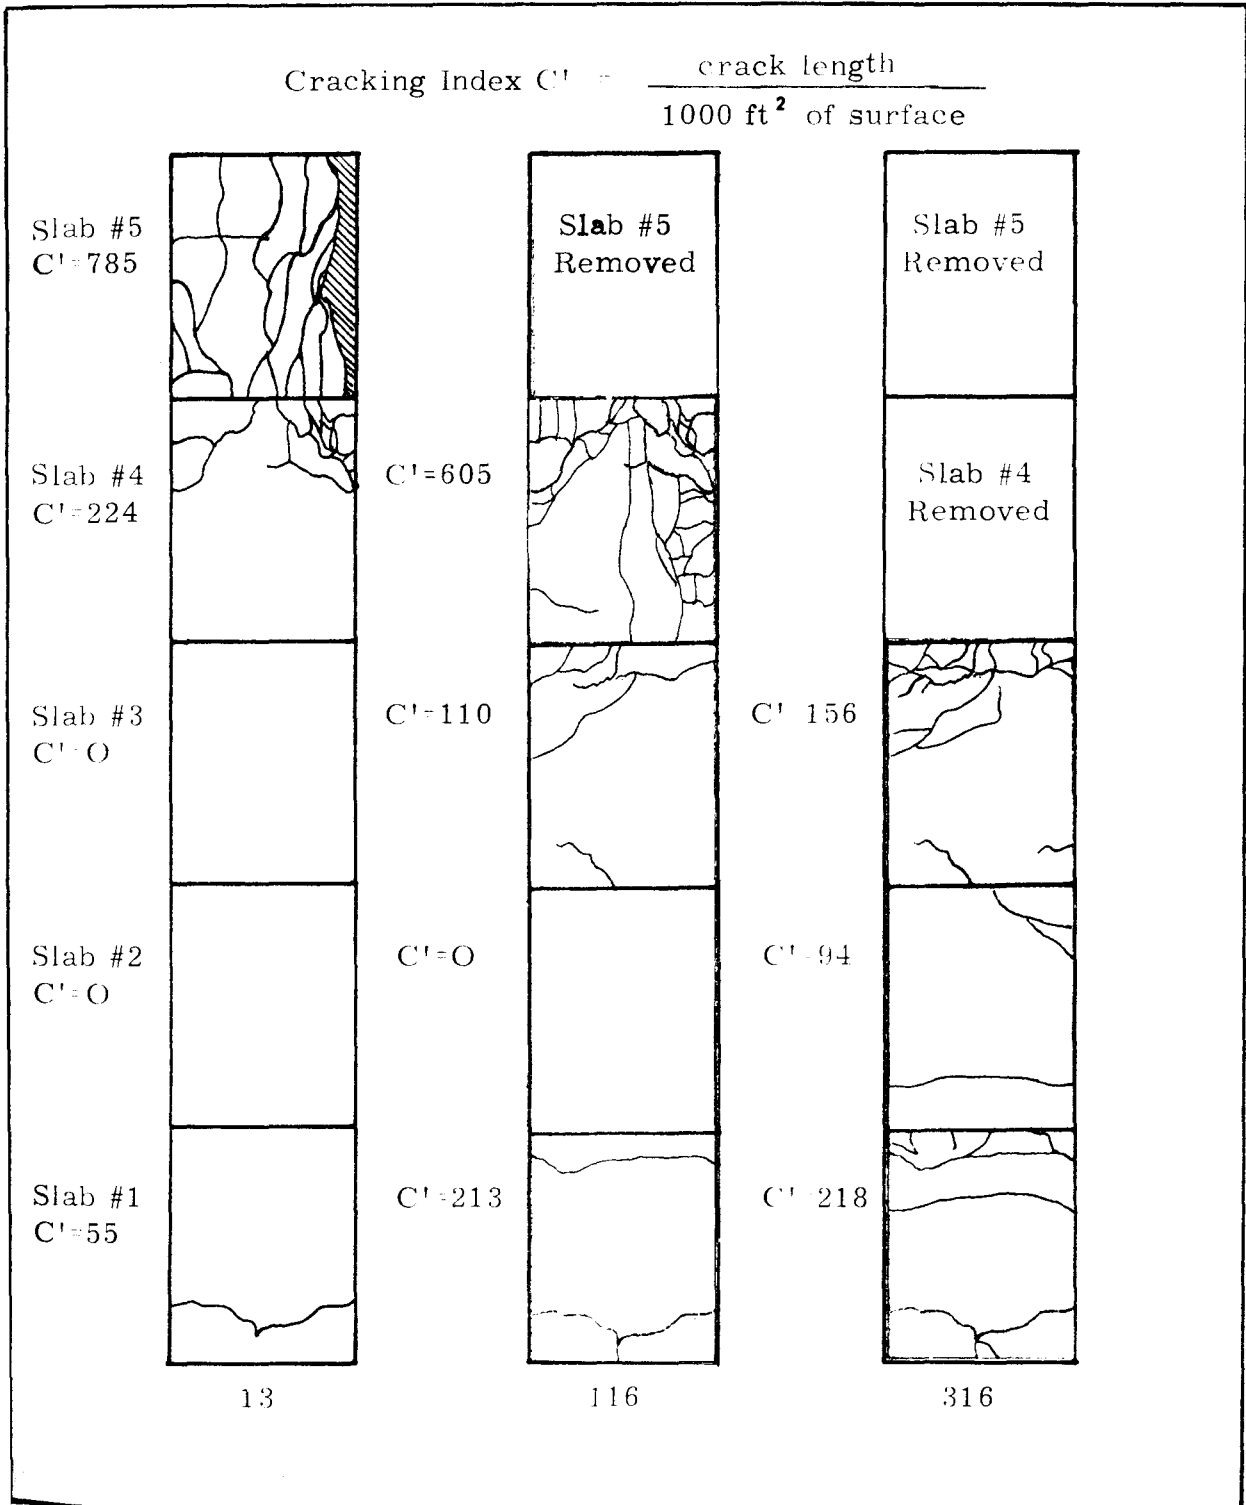 Cracking Index C' = crack length
1000 ft² of surface
Slab #5
C'=785
Slab #5
Removed
Slab #5
Removed
Slab #4
C'=224
C'=605
Slab #4
Removed
Slab #3
C'=O
C'=110
C' 156
Slab #2
C'=O
C'=O
C'=94
Slab #1
C'=55
C'=213
C'=218
13
116
316